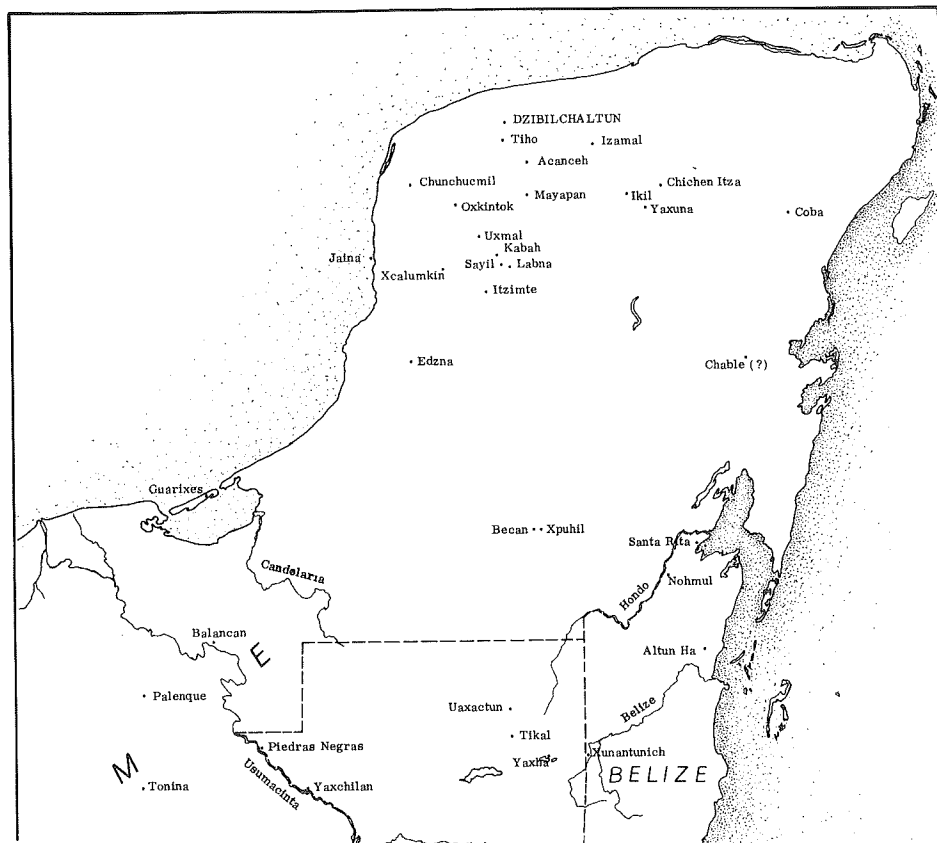 DZIBILCHALTUN
Tiho
Izamal
Acanceh
Chunchucmil
Chichen Itza
Mayapan
Ikil
Oxkintok
Yaxuna
Coba
Uxmal
Kabah
Jaina
Sayil
Labna
Xcalumkin
Itzimte
Edzna
Chable (?)
Guarixes
Becan
Xpuhil
Santa Rita
Candelaria
Nohmul
Hondo
Balancan
E
Altun Ha
Palenque
Uaxactun
Belize
Tikal
Piedras Negras
Xunantunich
Yaxha
M
BELIZE
Usumacinta
Tonina
Yaxchilan